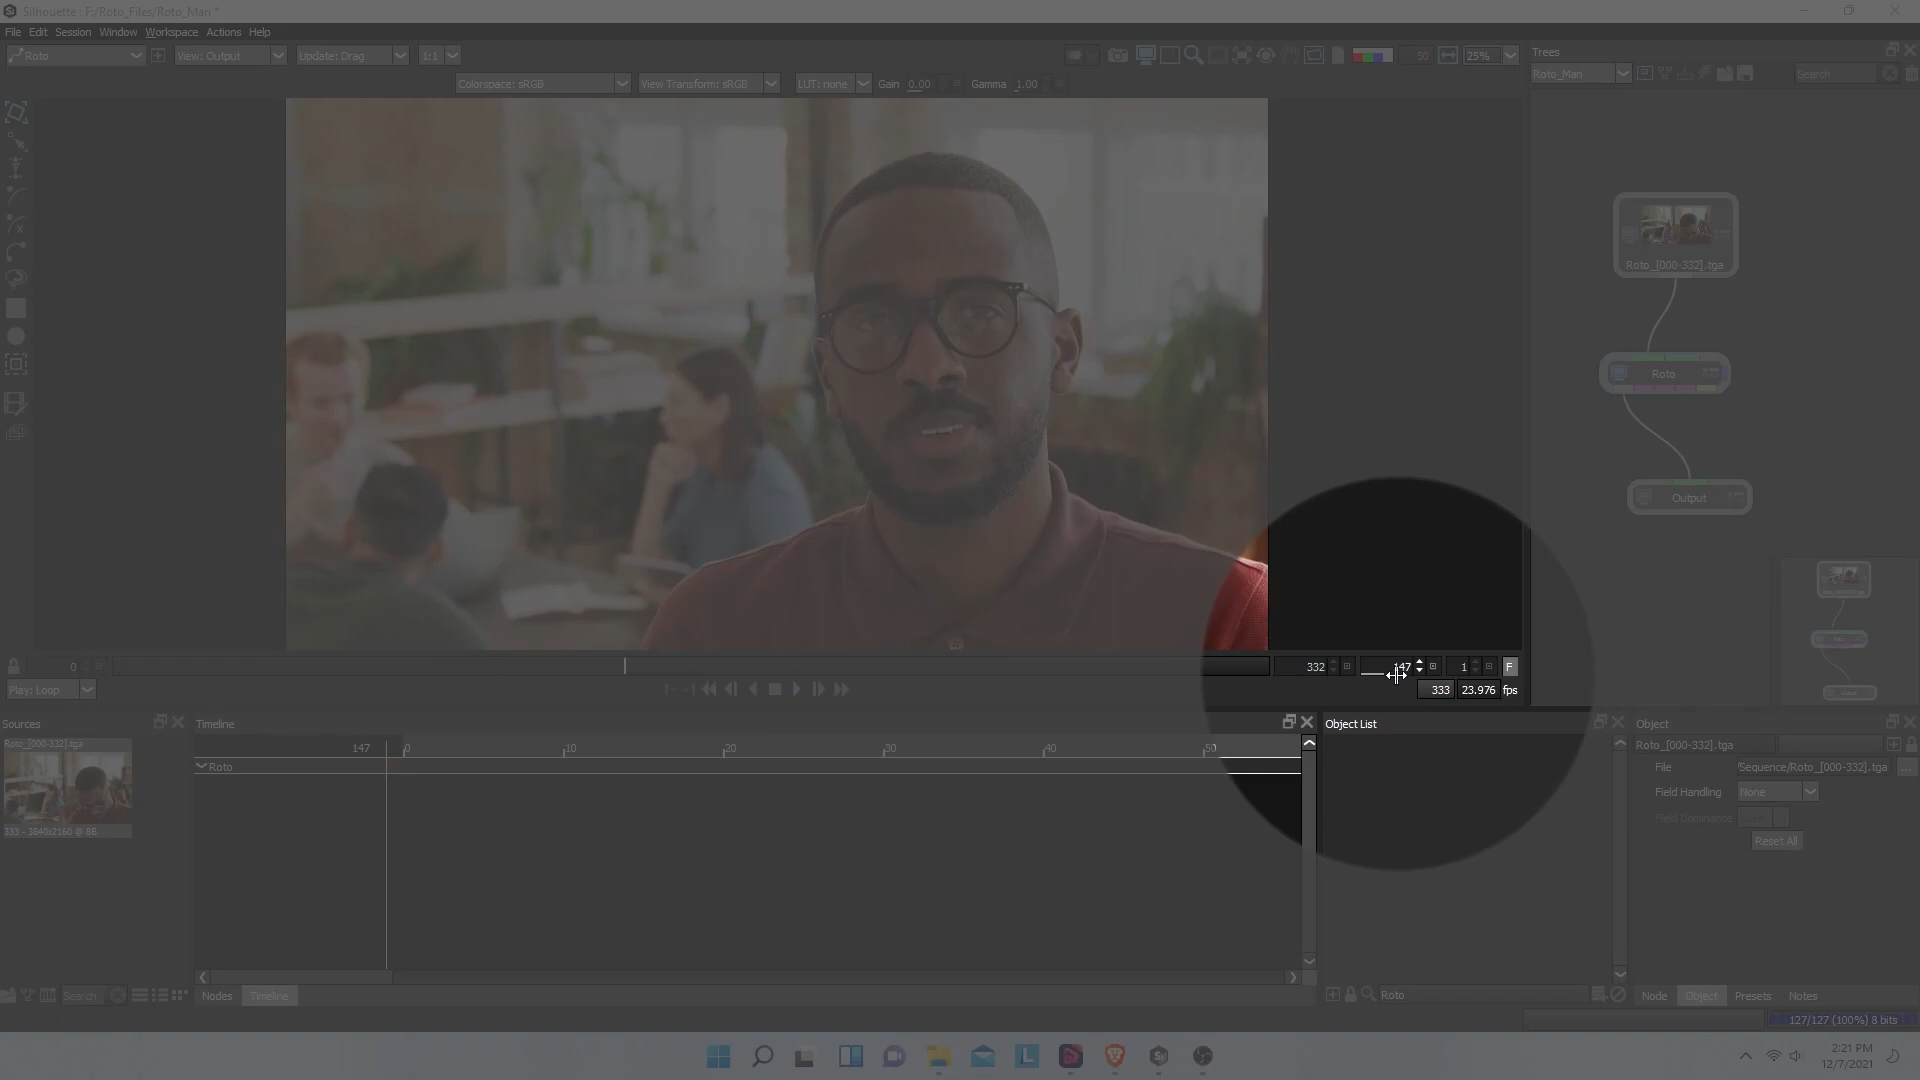 Silhouette : F:/Roto_Files/Roto_Man *
File Edit Session Window Workspace Actions Help
Roto View: Output Update: Drag 1:1 50 25%
Colorspace: sRGB View Transform: sRGB LUT: none Gain 0.00 Gamma 1.00
Trees
Roto_Man Search
Roto_[000-332].tga
Roto
Output
0 332 147 1 F
Play: Loop 333 23.976 fps
Sources
Roto_[000-332].tga
333 - 3840x2160 @ 8B
Search
Timeline
147 0 10 20 30 40 50
Roto
Nodes Timeline
Object List
Roto
Object
Roto_[000-332].tga
File Sequence/Roto_[000-332].tga ...
Field Handling None
Field Dominance
Reset All
Node Object Presets Notes
127/127 (100%) 8 bits
2:21 PM
12/7/2021